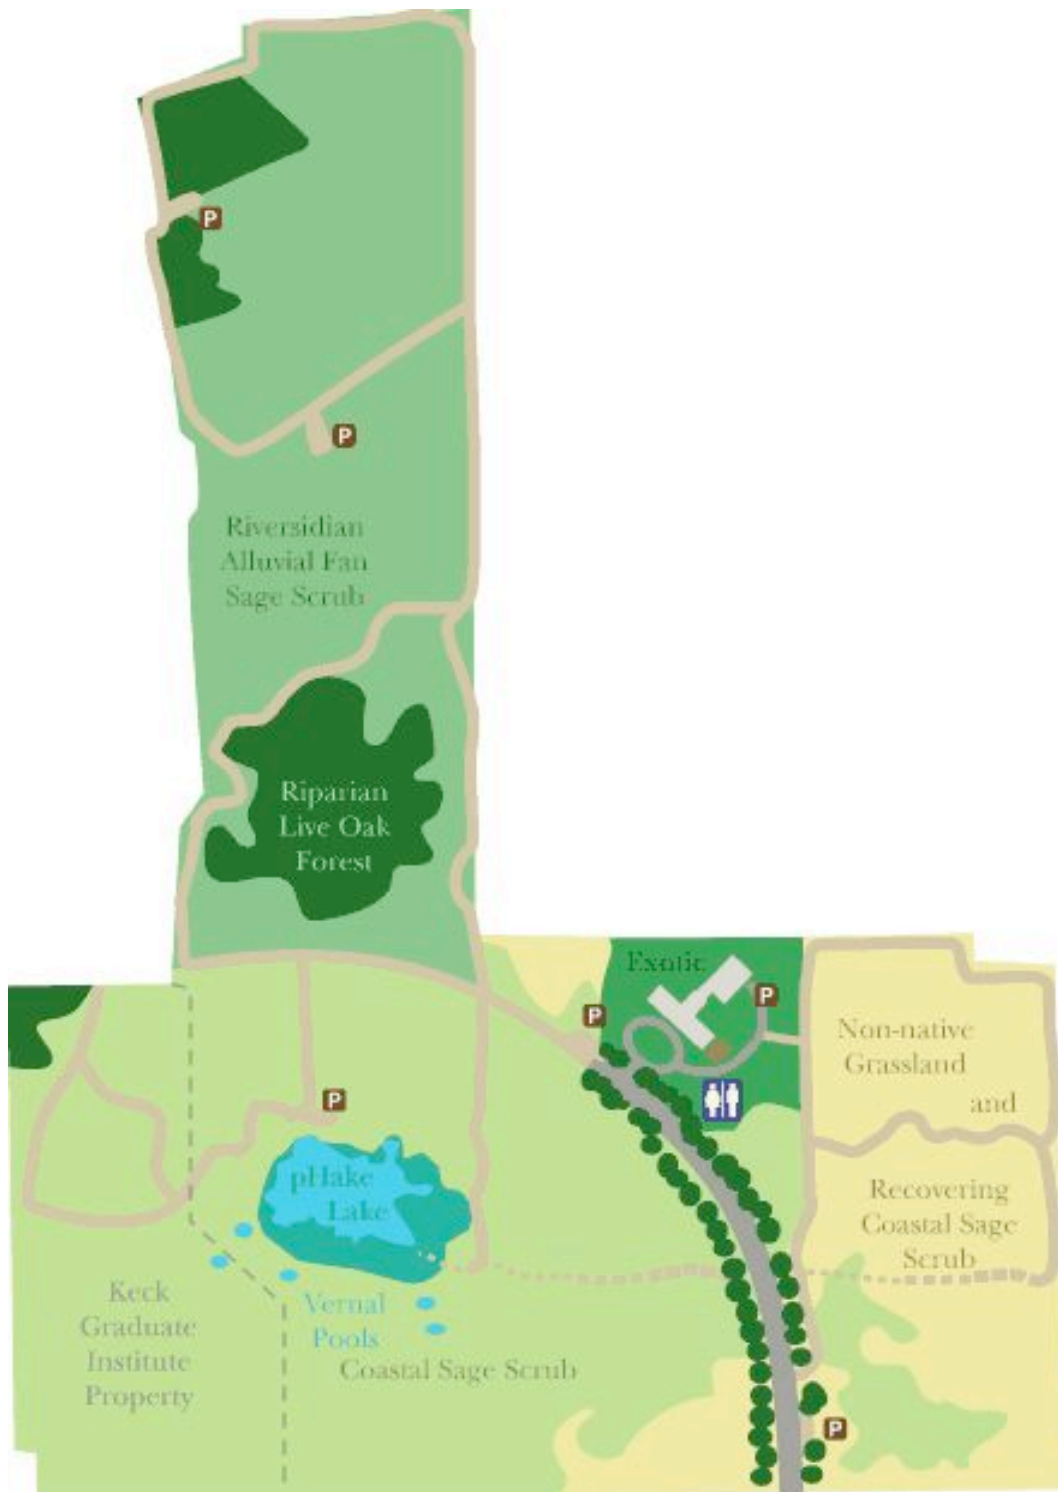 P
P
Riversidian
Alluvial Fan
Sage Scrub
Riparian
Live Oak
Forest
Exotic
P
P
Non-native
Grassland
and
P
pHake
Lake
Recovering
Coastal Sage
Scrub
Keck
Graduate
Institute
Property
Vernal
Pools
Coastal Sage Scrub
P